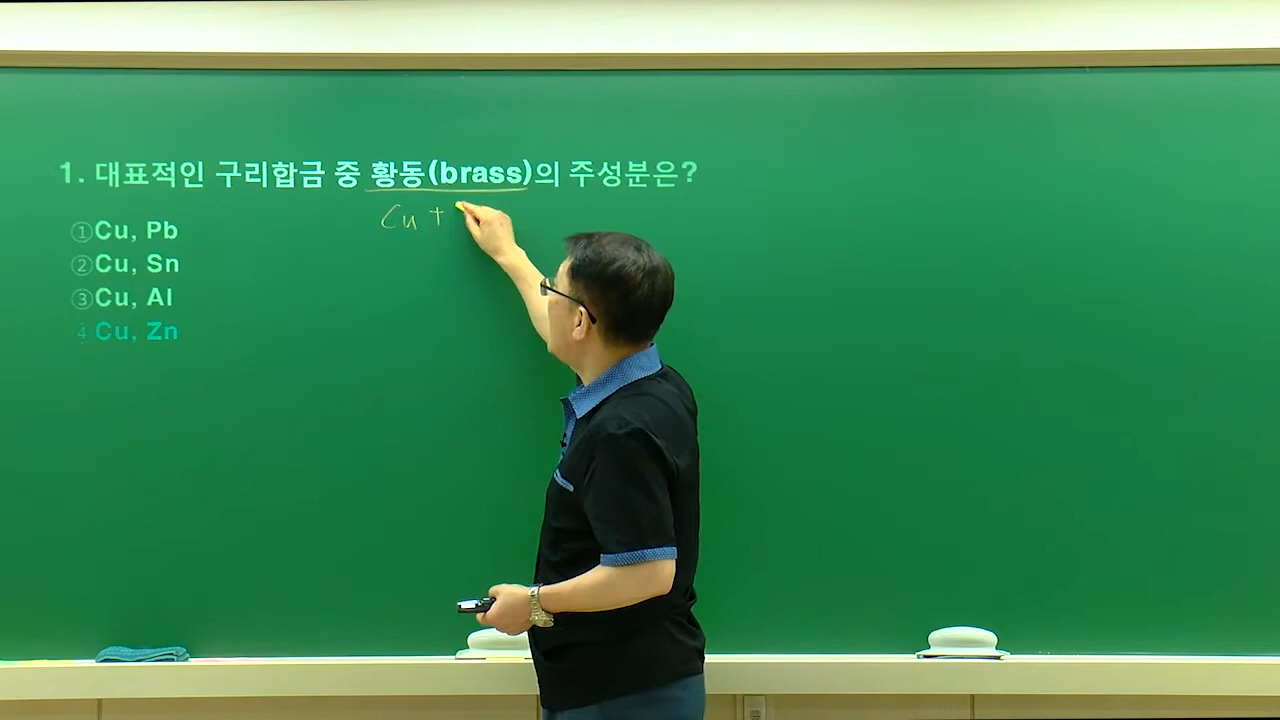 1. 대표적인 구리합금 중 황동(brass)의 주성분은?
Cu +
①Cu, Pb
②Cu, Sn
③Cu, Al
4 Cu, Zn